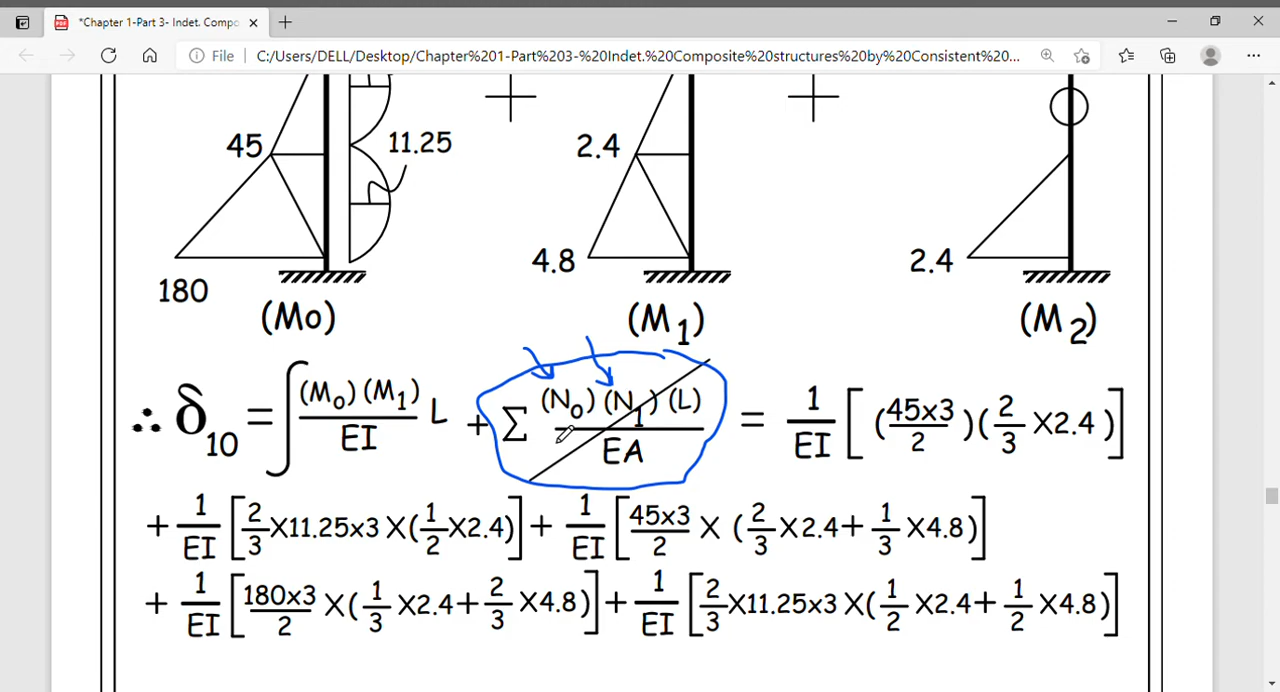 *Chapter 1-Part 3- Indet. Compo
File
C:/Users/DELL/Desktop/Chapter%201-Part%203-%20Indet.%20Composite%20structures%20by%20Consistent%20...
45
11.25
2.4
180
4.8
2.4
(Mo)
(M₁)
(M₂)
∴ δ₁₀ = ∫ (M₀)(M₁)/EI L + Σ (N₀)(N₁)(L)/EA = 1/EI [(45x3/2)(2/3 X2.4)]
+ 1/EI [2/3 X11.25x3 X(1/2 X2.4)] + 1/EI [45x3/2 X (2/3 X2.4+ 1/3 X4.8)]
+ 1/EI [180x3/2 X(1/3 X2.4+ 2/3 X4.8)] + 1/EI [2/3 X11.25x3 X(1/2 X2.4+ 1/2 X4.8)]